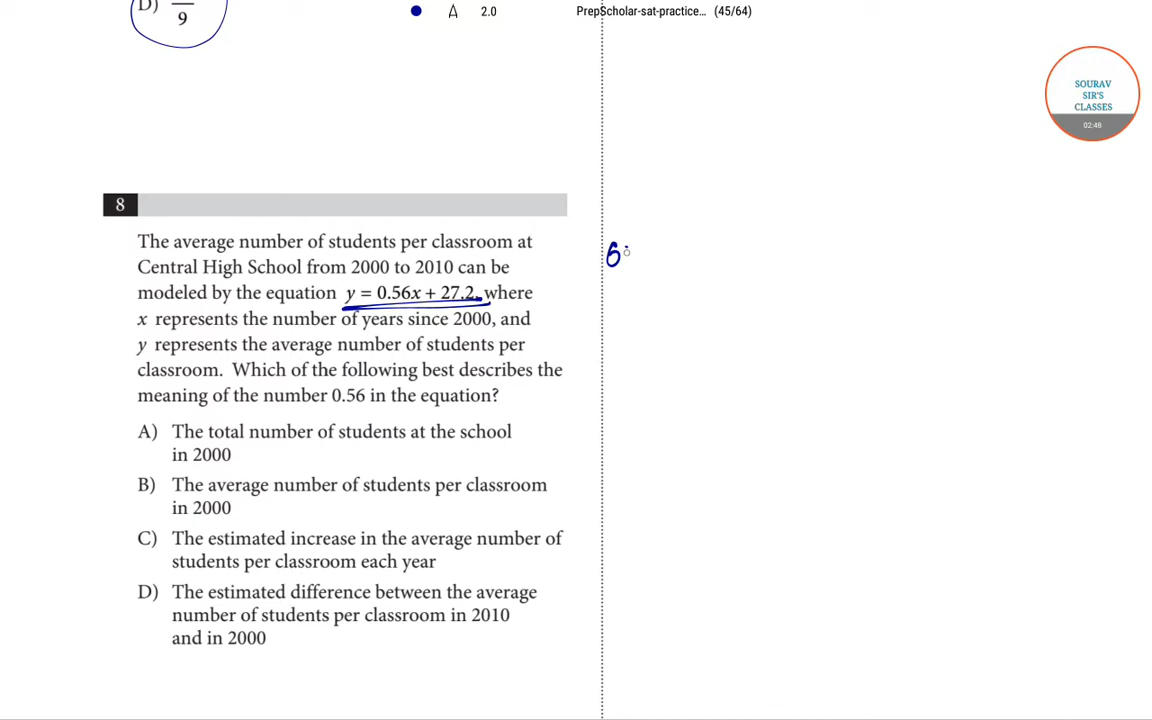 D) 9
2.0 PrepScholar-sat-practice... (45/64)
SOURAV
SIR'S
CLASSES
02:48
8
The average number of students per classroom at
Central High School from 2000 to 2010 can be
modeled by the equation y = 0.56x + 27.2, where
x represents the number of years since 2000, and
y represents the average number of students per
classroom. Which of the following best describes the
meaning of the number 0.56 in the equation?
A) The total number of students at the school
in 2000
B) The average number of students per classroom
in 2000
C) The estimated increase in the average number of
students per classroom each year
D) The estimated difference between the average
number of students per classroom in 2010
and in 2000